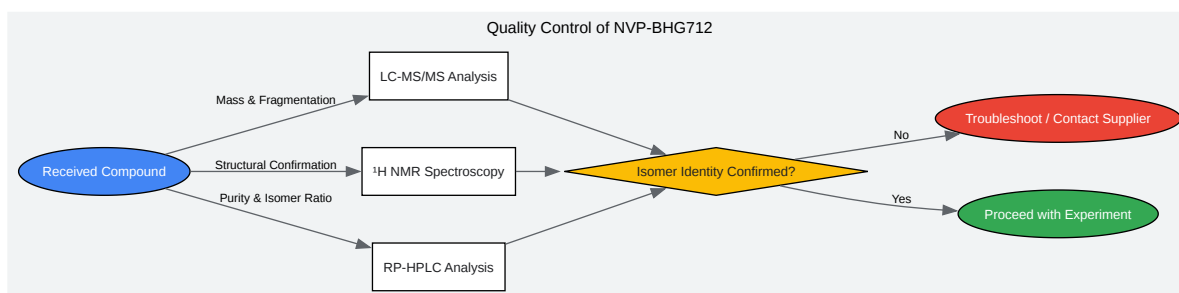 Quality Control of NVP-BHG712
Received Compound
Mass & Fragmentation
Structural Confirmation
Purity & Isomer Ratio
LC-MS/MS Analysis
¹H NMR Spectroscopy
RP-HPLC Analysis
Isomer Identity Confirmed?
No
Yes
Troubleshoot / Contact Supplier
Proceed with Experiment